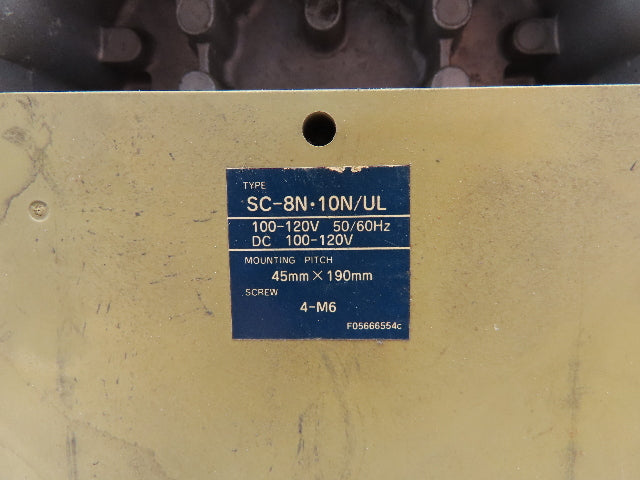 TYPE
SC-8N·10N/UL
100-120V 50/60Hz
DC 100-120V
MOUNTING PITCH
45mm×190mm
SCREW
4-M6
F05666554c